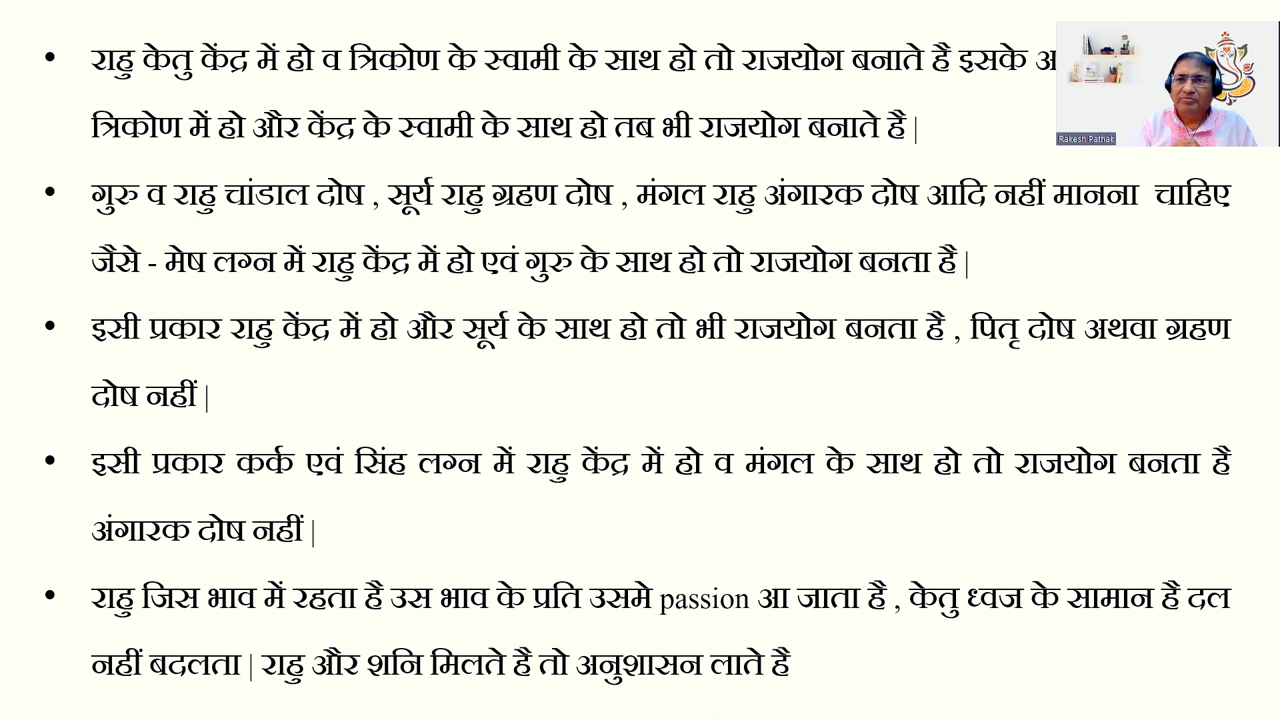 • राहु केतु केंद्र में हो व त्रिकोण के स्वामी के साथ हो तो राजयोग बनाते है इसके
त्रिकोण में हो और केंद्र के स्वामी के साथ हो तब भी राजयोग बनाते है |
• गुरु व राहु चांडाल दोष , सूर्य राहु ग्रहण दोष , मंगल राहु अंगारक दोष आदि नहीं मानना चाहिए
जैसे - मेष लग्न में राहु केंद्र में हो एवं गुरु के साथ हो तो राजयोग बनता है |
• इसी प्रकार राहु केंद्र में हो और सूर्य के साथ हो तो भी राजयोग बनता है , पितृ दोष अथवा ग्रहण
दोष नहीं |
• इसी प्रकार कर्क एवं सिंह लग्न में राहु केंद्र में हो व मंगल के साथ हो तो राजयोग बनता है
अंगारक दोष नहीं |
• राहु जिस भाव में रहता है उस भाव के प्रति उसमे passion आ जाता है , केतु ध्वज के सामान है दल
नहीं बदलता | राहु और शनि मिलते है तो अनुशासन लाते है
Rakesh Pathak